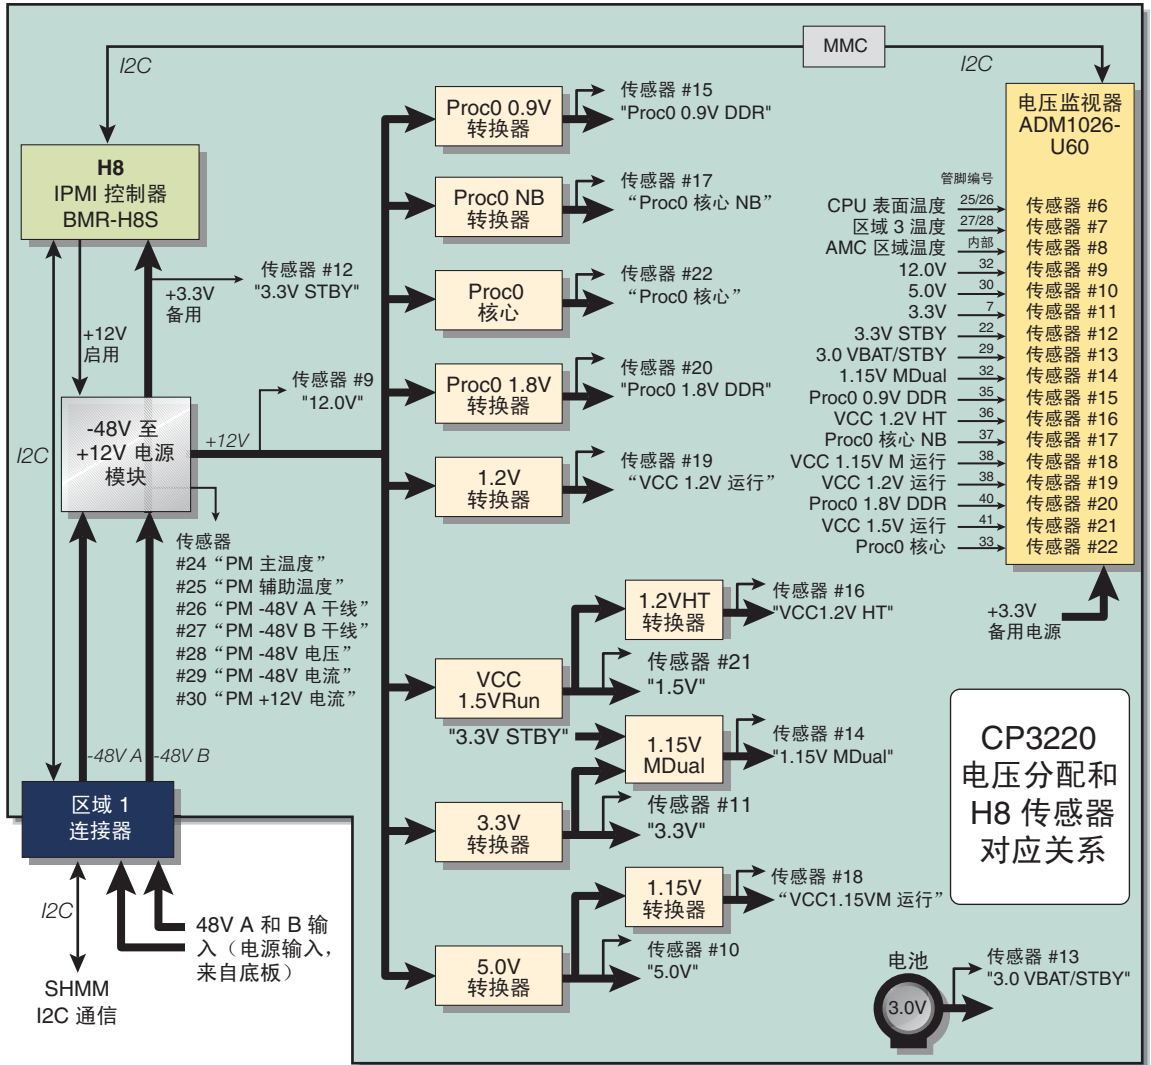 MMC
I2C
I2C
H8
IPMI 控制器
BMR-H8S
+3.3V
备用
传感器 #12
"3.3V STBY"
+12V
启用
传感器 #9
"12.0V"
-48V 至
+12V 电源
模块
+12V
I2C
传感器
#24 “PM 主温度”
#25 “PM 辅助温度”
#26 “PM -48V A 干线”
#27 “PM -48V B 干线”
#28 “PM -48V 电压”
#29 “PM -48V 电流”
#30 “PM +12V 电流”
-48V A
-48V B
区域 1
连接器
I2C
48V A 和 B 输
入（电源输入，
来自底板）
SHMM
I2C 通信
Proc0 0.9V
转换器
传感器 #15
"Proc0 0.9V DDR"
Proc0 NB
转换器
传感器 #17
“Proc0 核心 NB”
Proc0
核心
传感器 #22
“Proc0 核心”
Proc0 1.8V
转换器
传感器 #20
"Proc0 1.8V DDR"
1.2V
转换器
传感器 #19
“VCC 1.2V 运行”
1.2VHT
转换器
传感器 #16
"VCC1.2V HT"
VCC
1.5VRun
传感器 #21
"1.5V"
"3.3V STBY"
1.15V
MDual
传感器 #14
"1.15V MDual"
3.3V
转换器
传感器 #11
"3.3V"
1.15V
转换器
传感器 #18
“VCC1.15VM 运行”
5.0V
转换器
传感器 #10
"5.0V"
电压监视器
ADM1026-
U60
管脚编号
CPU 表面温度 25/26 传感器 #6
区域 3 温度 27/28 传感器 #7
AMC 区域温度 内部 传感器 #8
12.0V 32 传感器 #9
5.0V 30 传感器 #10
3.3V 7 传感器 #11
3.3V STBY 22 传感器 #12
3.0 VBAT/STBY 29 传感器 #13
1.15V MDual 32 传感器 #14
Proc0 0.9V DDR 35 传感器 #15
VCC 1.2V HT 36 传感器 #16
Proc0 核心 NB 37 传感器 #17
VCC 1.15V M 运行 38 传感器 #18
VCC 1.2V 运行 38 传感器 #19
Proc0 1.8V DDR 40 传感器 #20
VCC 1.5V 运行 41 传感器 #21
Proc0 核心 33 传感器 #22
+3.3V
备用电源
CP3220
电压分配和
H8 传感器
对应关系
电池
3.0V
传感器 #13
"3.0 VBAT/STBY"